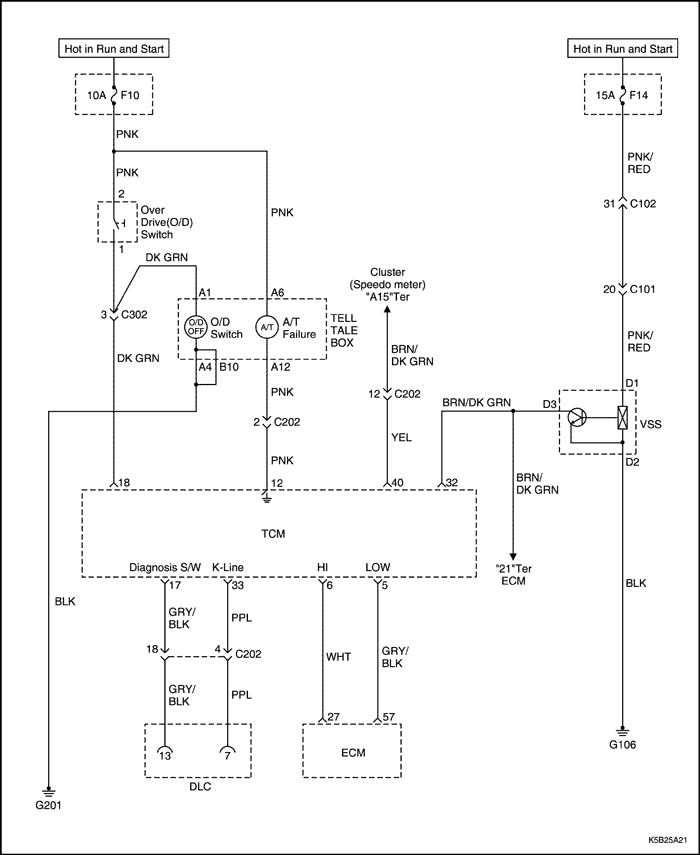 Hot in Run and Start
Hot in Run and Start
10A F10
15A F14
PNK
PNK
PNK/
RED
2
31 C102
Over
Drive(O/D)
Switch
PNK
1
DK GRN
Cluster
(Speedo meter)
"A15"Ter
20 C101
A1
A6
3 C302
O/D
OFF
O/D
Switch
A/T
A/T
Failure
TELL
TALE
BOX
PNK/
RED
DK GRN
BRN/
DK GRN
A4 B10
A12
D1
PNK
12 C202
BRN/DK GRN
D3
VSS
2 C202
YEL
PNK
D2
BRN/
DK GRN
18
12
40
32
TCM
Diagnosis S/W
K-Line
HI
LOW
"21"Ter
ECM
17
33
6
5
BLK
BLK
GRY/
BLK
PPL
18
4 C202
WHT
GRY/
BLK
GRY/
BLK
PPL
27
57
13
7
ECM
G106
DLC
G201
K5B25A21